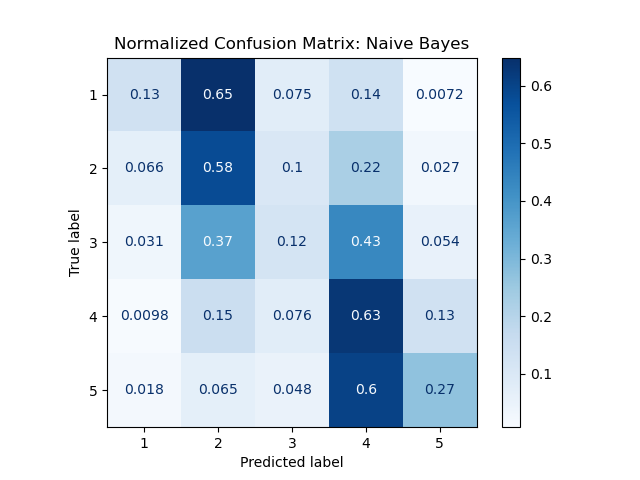 Normalized Confusion Matrix: Naive Bayes
1 0.13 0.65 0.075 0.14 0.0072
2 0.066 0.58 0.1 0.22 0.027
3 0.031 0.37 0.12 0.43 0.054
4 0.0098 0.15 0.076 0.63 0.13
5 0.018 0.065 0.048 0.6 0.27
1 2 3 4 5
Predicted label
True label
0.6
0.5
0.4
0.3
0.2
0.1